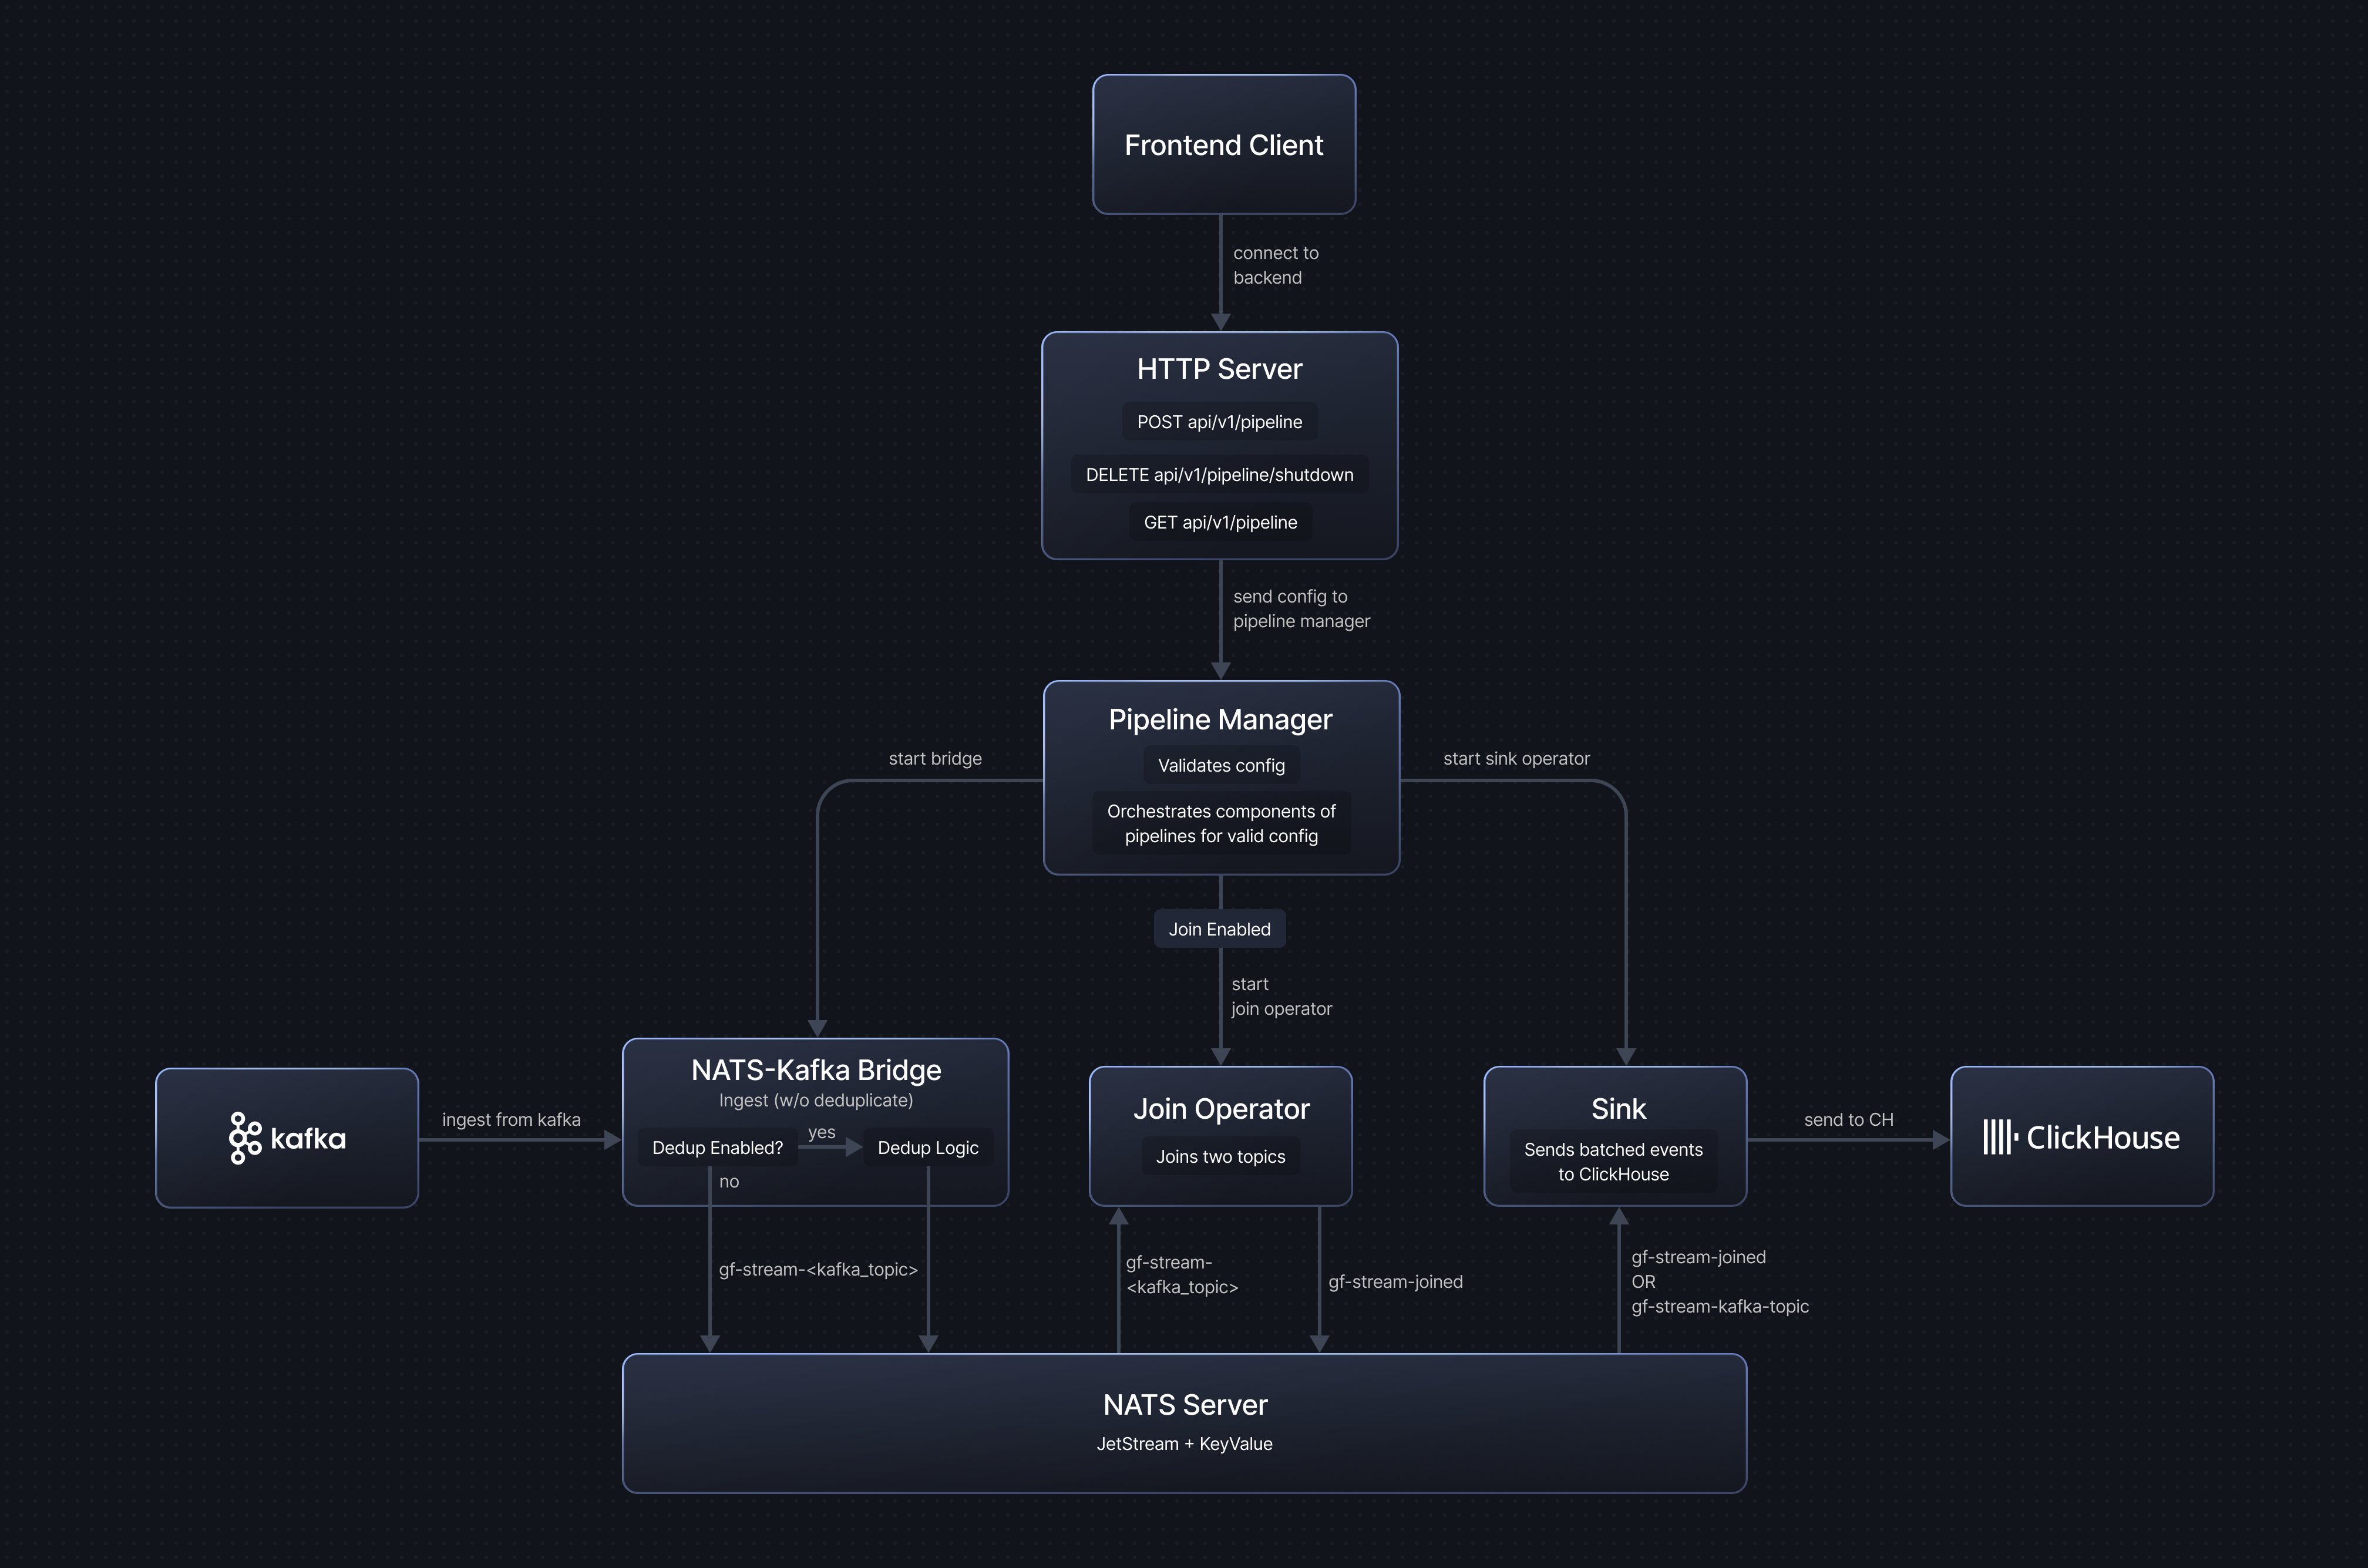 Frontend Client
connect to
backend
HTTP Server
POST api/v1/pipeline
DELETE api/v1/pipeline/shutdown
GET api/v1/pipeline
send config to
pipeline manager
Pipeline Manager
Validates config
Orchestrates components of
pipelines for valid config
start bridge
start sink operator
Join Enabled
start
join operator
kafka
ingest from kafka
NATS-Kafka Bridge
Ingest (w/o deduplicate)
Dedup Enabled?
yes
Dedup Logic
no
Join Operator
Joins two topics
Sink
Sends batched events
to ClickHouse
send to CH
ClickHouse
gf-stream-<kafka_topic>
gf-stream-
<kafka_topic>
gf-stream-joined
gf-stream-joined
OR
gf-stream-kafka-topic
NATS Server
JetStream + KeyValue